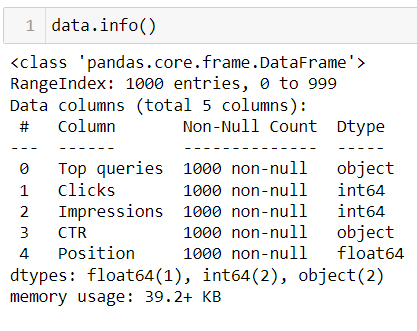 1 data.info()
<class 'pandas.core.frame.DataFrame'>
RangeIndex: 1000 entries, 0 to 999
Data columns (total 5 columns):
 #   Column       Non-Null Count  Dtype
---  ------       --------------  -----
 0   Top queries  1000 non-null   object
 1   Clicks       1000 non-null   int64
 2   Impressions  1000 non-null   int64
 3   CTR          1000 non-null   object
 4   Position     1000 non-null   float64
dtypes: float64(1), int64(2), object(2)
memory usage: 39.2+ KB